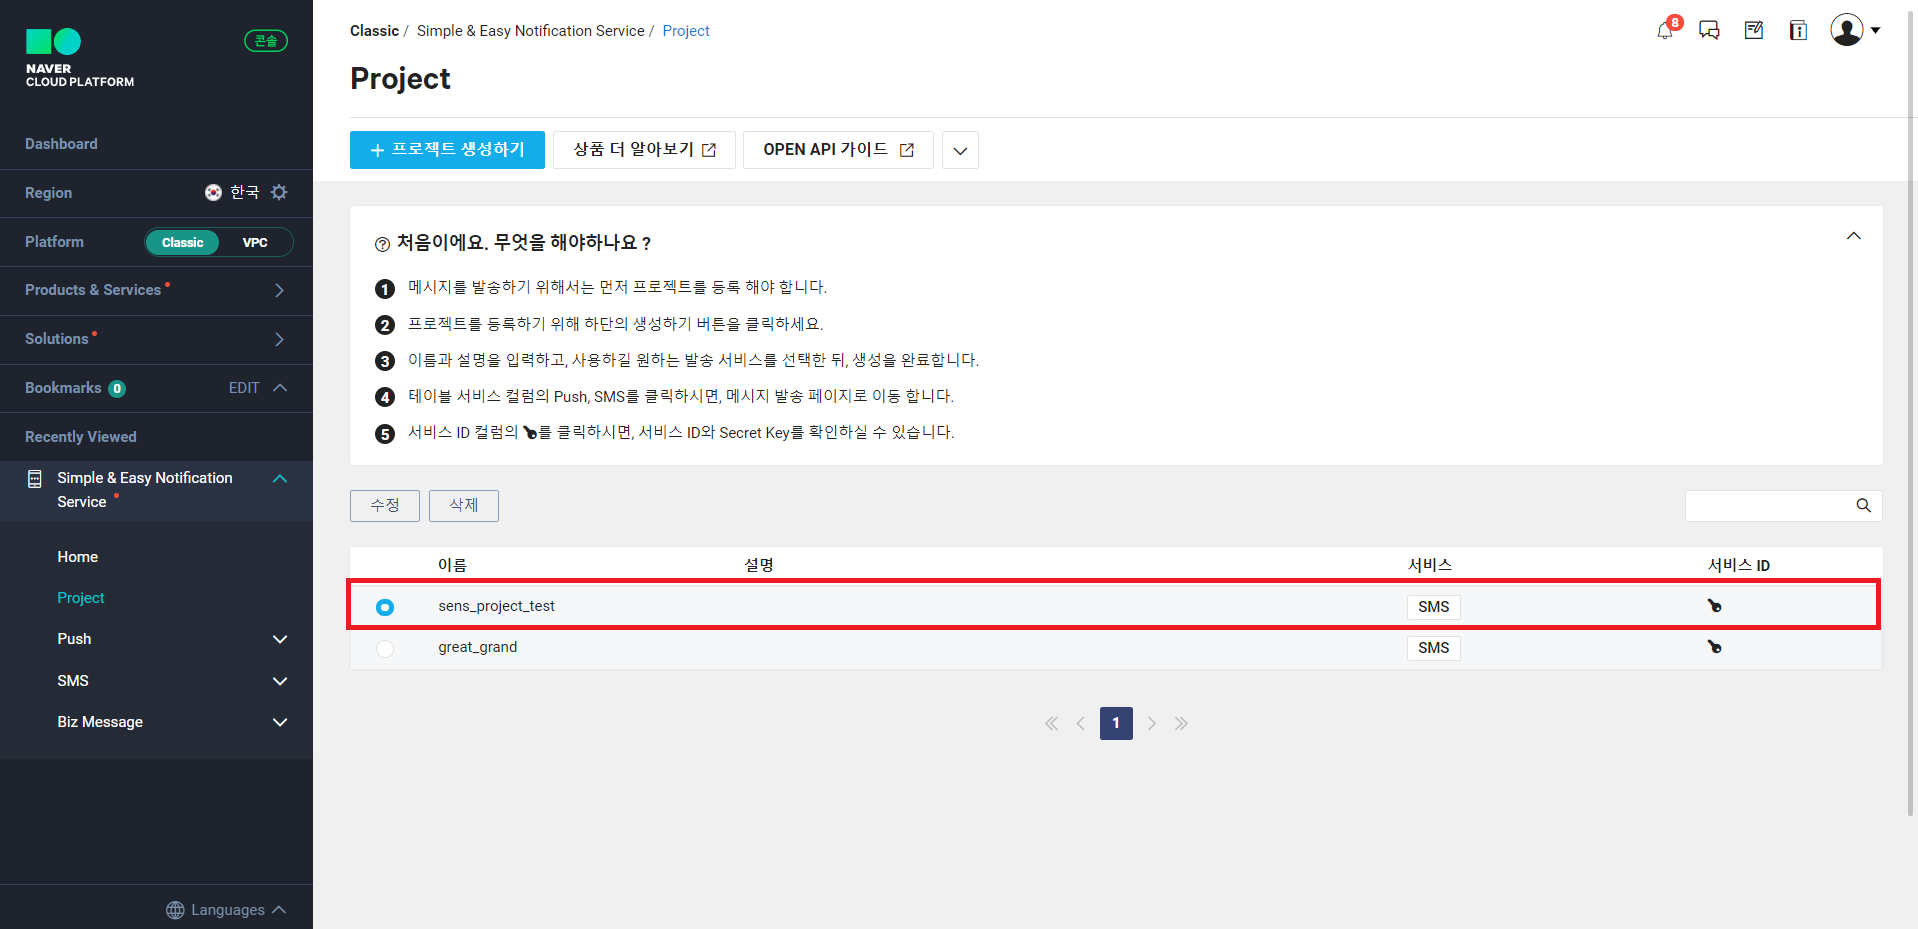 NAVER
CLOUD PLATFORM
콘솔
Dashboard
Region
한국
Platform
Classic
VPC
Products & Services
Solutions
Bookmarks 0
EDIT
Recently Viewed
Simple & Easy Notification
Service
Home
Project
Push
SMS
Biz Message
Languages
Classic / Simple & Easy Notification Service / Project
8
Project
+ 프로젝트 생성하기
상품 더 알아보기
OPEN API 가이드
? 처음이에요. 무엇을 해야하나요 ?
1 메시지를 발송하기 위해서는 먼저 프로젝트를 등록 해야 합니다.
2 프로젝트를 등록하기 위해 하단의 생성하기 버튼을 클릭하세요.
3 이름과 설명을 입력하고, 사용하길 원하는 발송 서비스를 선택한 뒤, 생성을 완료합니다.
4 테이블 서비스 컬럼의 Push, SMS를 클릭하시면, 메시지 발송 페이지로 이동 합니다.
5 서비스 ID 컬럼의 를 클릭하시면, 서비스 ID와 Secret Key를 확인하실 수 있습니다.
수정
삭제
이름 설명 서비스 서비스 ID
sens_project_test SMS
great_grand SMS
1